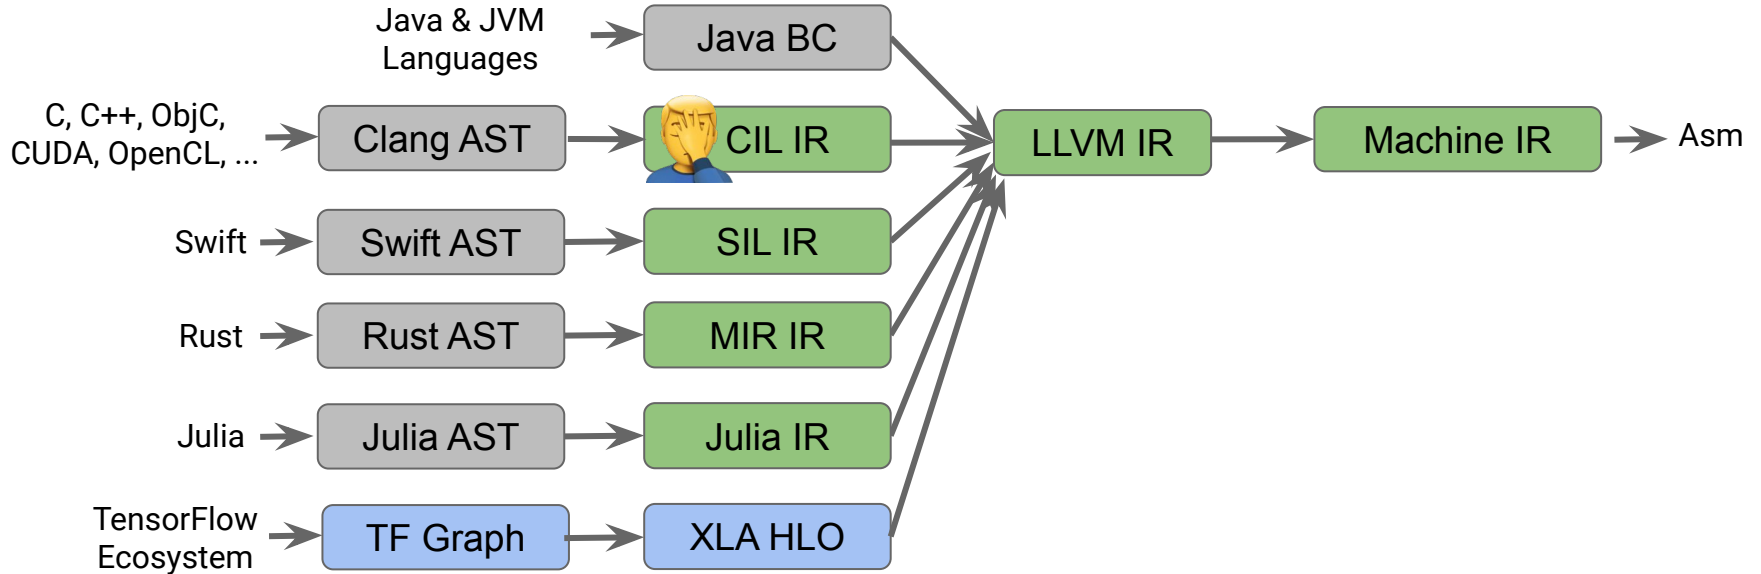 Java & JVM
Languages
Java BC
C, C++, ObjC,
CUDA, OpenCL, ...
Clang AST
CIL IR
LLVM IR
Machine IR
Asm
Swift
Swift AST
SIL IR
Rust
Rust AST
MIR IR
Julia
Julia AST
Julia IR
TensorFlow
Ecosystem
TF Graph
XLA HLO